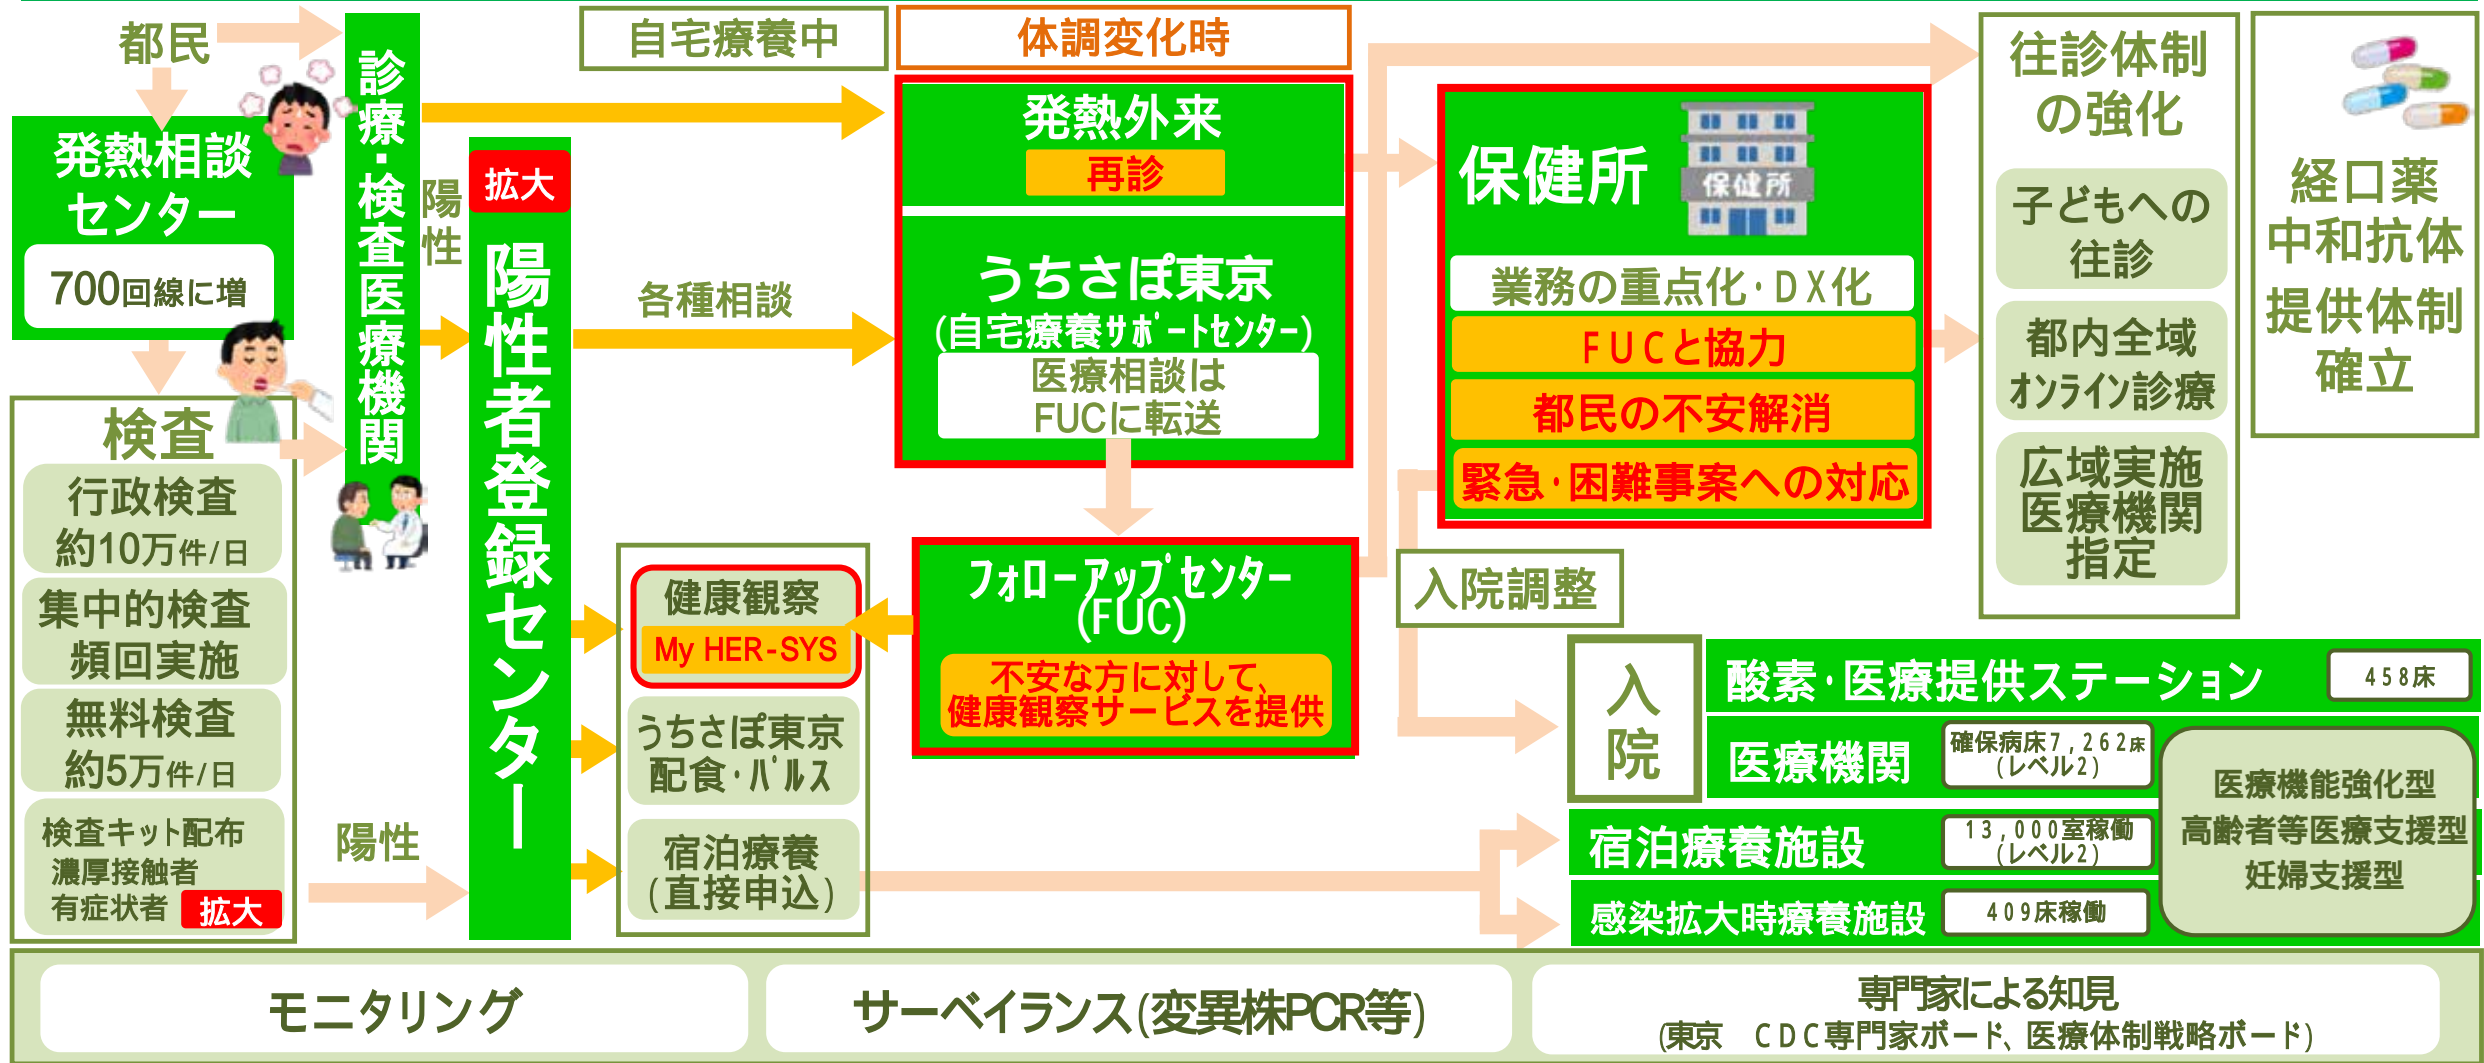 都民
発熱相談
センター
700回線に増
検査
行政検査
約10万件/日
集中的検査
頻回実施
無料検査
約5万件/日
検査キット配布
濃厚接触者
有症状者
拡大
診療・検査医療機関
陽性
陽性
拡大
陽性者登録センター
自宅療養中
各種相談
健康観察
My HER-SYS
うちさぽ東京
配食・パルス
宿泊療養
(直接申込)
体調変化時
発熱外来
再診
うちさぽ東京
(自宅療養サポートセンター)
医療相談は
FUCに転送
フォローアップセンター
(FUC)
不安な方に対して、
健康観察サービスを提供
保健所
保健所
業務の重点化・DX化
FUCと協力
都民の不安解消
緊急・困難事案への対応
入院調整
往診体制
の強化
子どもへの
往診
都内全域
オンライン診療
広域実施
医療機関
指定
経口薬
中和抗体
提供体制
確立
入院
酸素・医療提供ステーション
458床
医療機関
確保病床7,262床
(レベル2)
宿泊療養施設
13,000室稼働
(レベル2)
感染拡大時療養施設
409床稼働
医療機能強化型
高齢者等医療支援型
妊婦支援型
モニタリング
サーベイランス(変異株PCR等)
専門家による知見
(東京　CDC専門家ボード、医療体制戦略ボード)